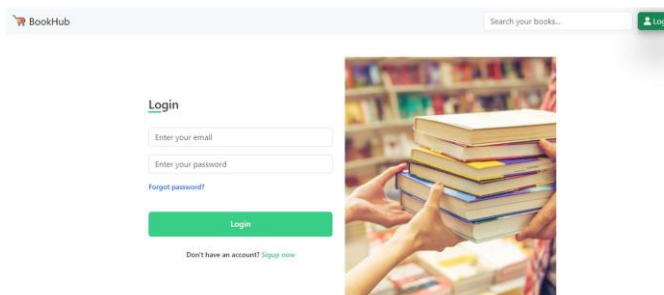 BookHub
Search your books...
Log
Login
Enter your email
Enter your password
Forgot password?
Login
Don't have an account? Sigup now